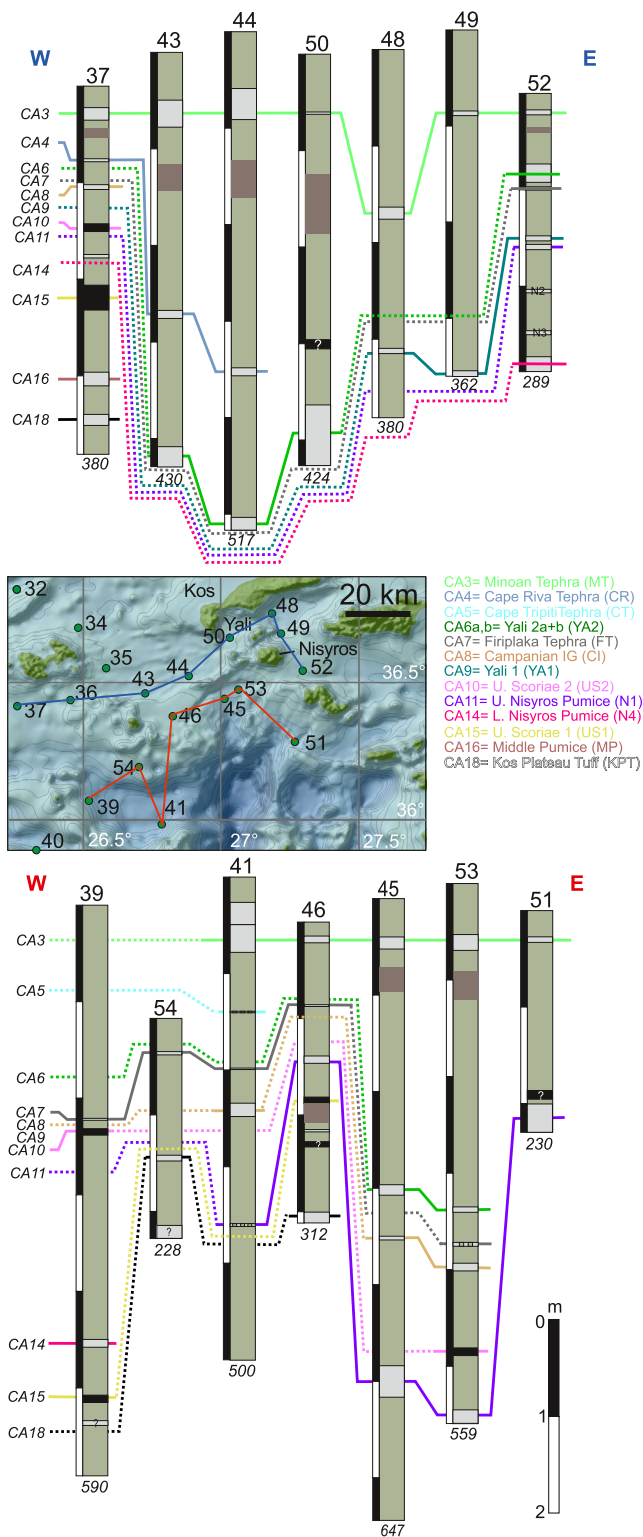 W E
37 43 44 50 48 49 52
CA3
CA4
CA6
CA7
CA8
CA9
CA10
CA11
CA14
CA15
CA16
CA18
?
N2
N3
380 430 517 424 380 362 289
32
34
35
36
37
43
44
50
48
49
52
53
45
46
51
54
39
41
40
Kos
Yali
Nisyros
20 km
36.5°
36°
26.5° 27° 27.5°
CA3= Minoan Tephra (MT)
CA4= Cape Riva Tephra (CR)
CA5= Cape TripitiTephra (CT)
CA6a,b= Yali 2a+b (YA2)
CA7= Firiplaka Tephra (FT)
CA8= Campanian IG (CI)
CA9= Yali 1 (YA1)
CA10= U. Scoriae 2 (US2)
CA11= U. Nisyros Pumice (N1)
CA14= L. Nisyros Pumice (N4)
CA15= U. Scoriae 1 (US1)
CA16= Middle Pumice (MP)
CA18= Kos Plateau Tuff (KPT)
W E
39 54 41 46 45 53 51
CA3
CA5
CA6
CA7
CA8
CA9
CA10
CA11
CA14
CA15
CA18
?
?
?
?
590 228 500 312 647 559 230
0 m
1
2